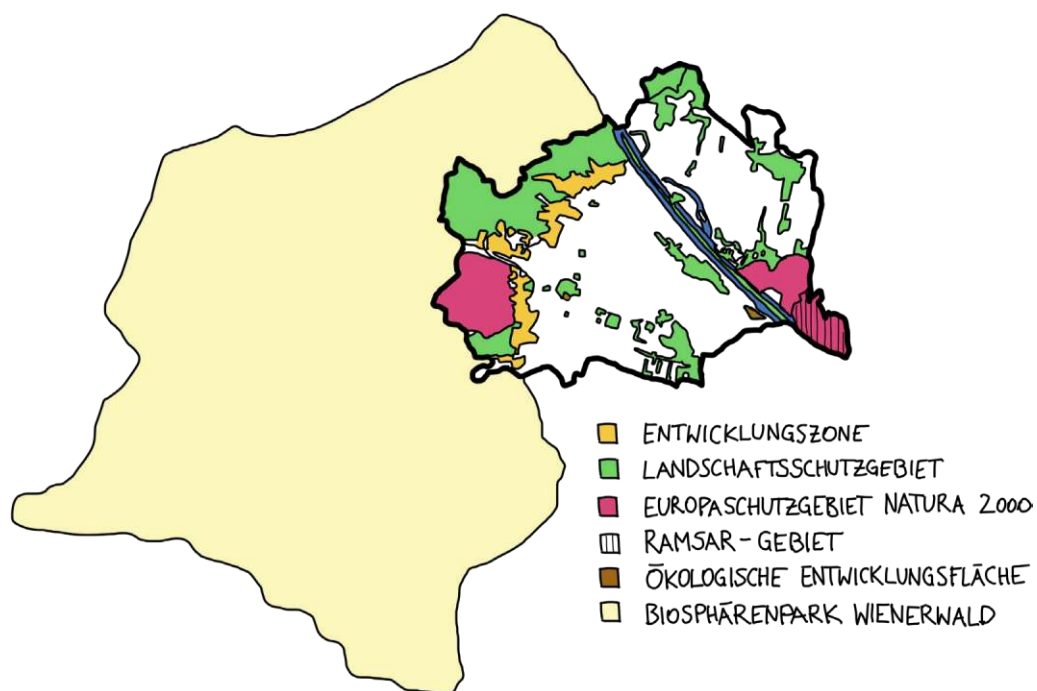 ENTWICKLUNGSZONE
LANDSCHAFTSSCHUTZGEBIET
EUROPASCHUTZGEBIET NATURA 2000
RAMSAR-GEBIET
ÖKOLOGISCHE ENTWICKLUNGSFLÄCHE
BIOSPHÄRENPARK WIENERWALD